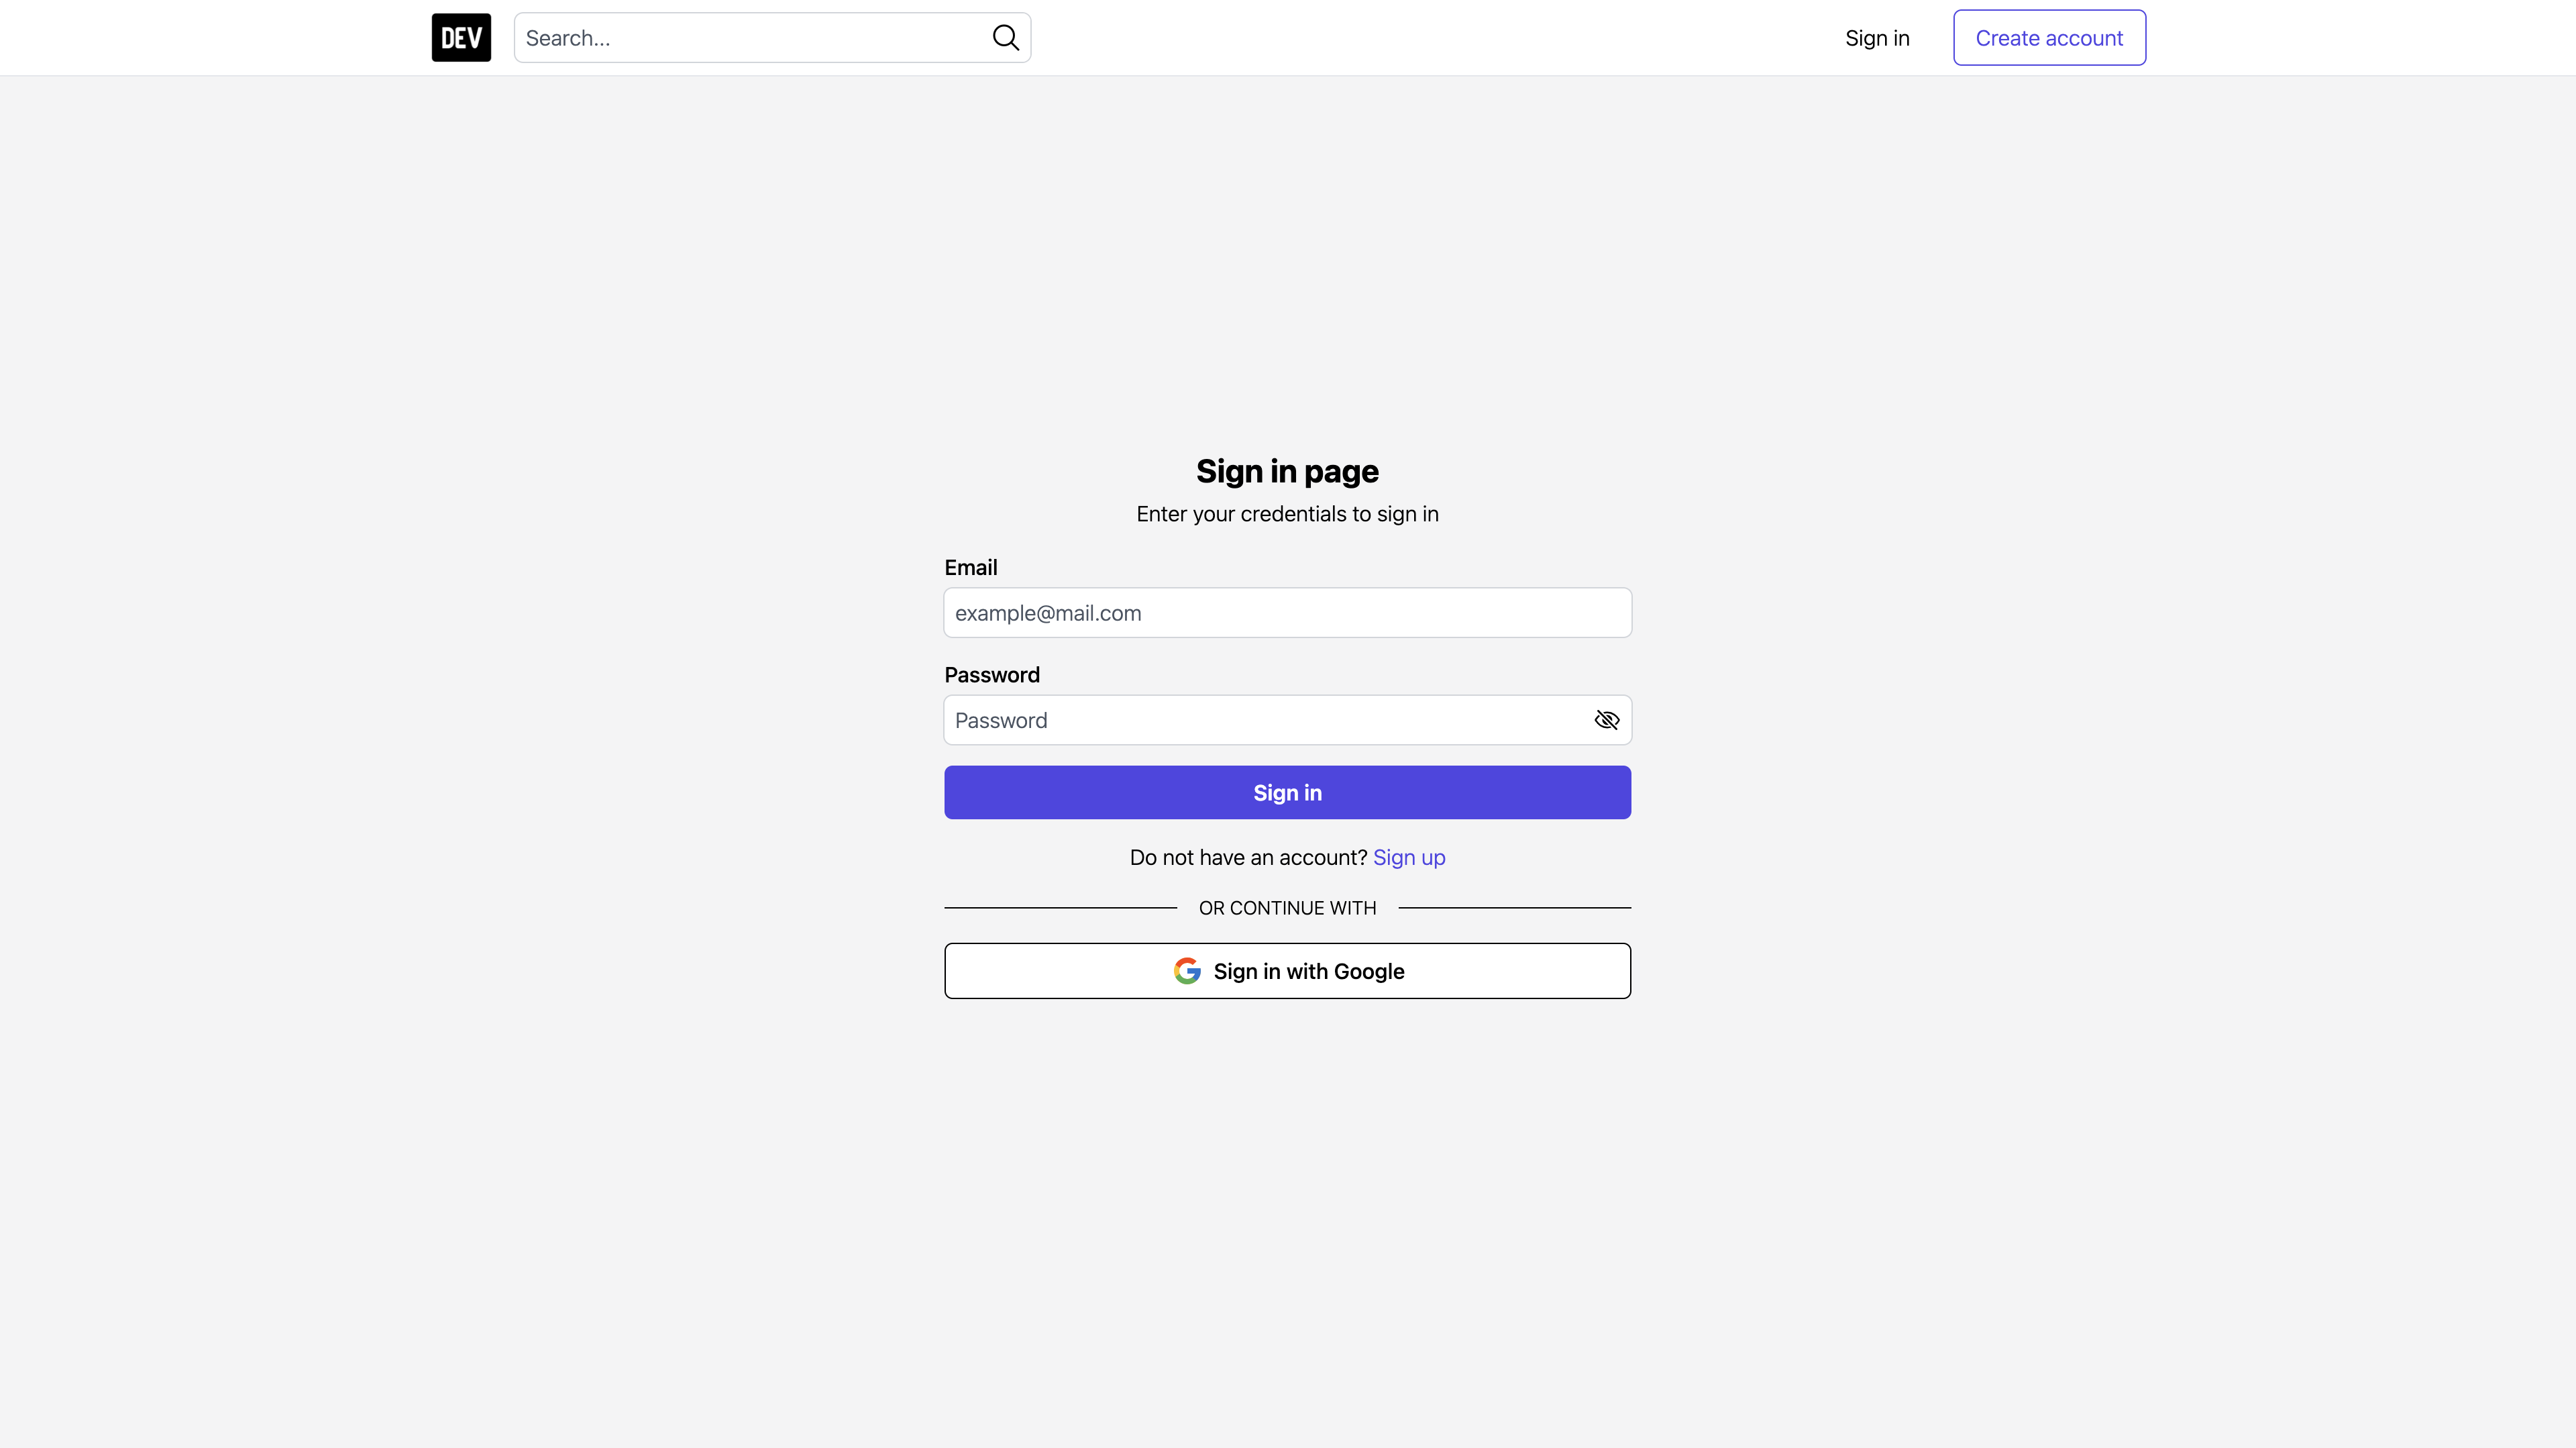 DEV
Search...
Sign in
Create account
Sign in page
Enter your credentials to sign in
Email
example@mail.com
Password
Password
Sign in
Do not have an account? Sign up
OR CONTINUE WITH
Sign in with Google